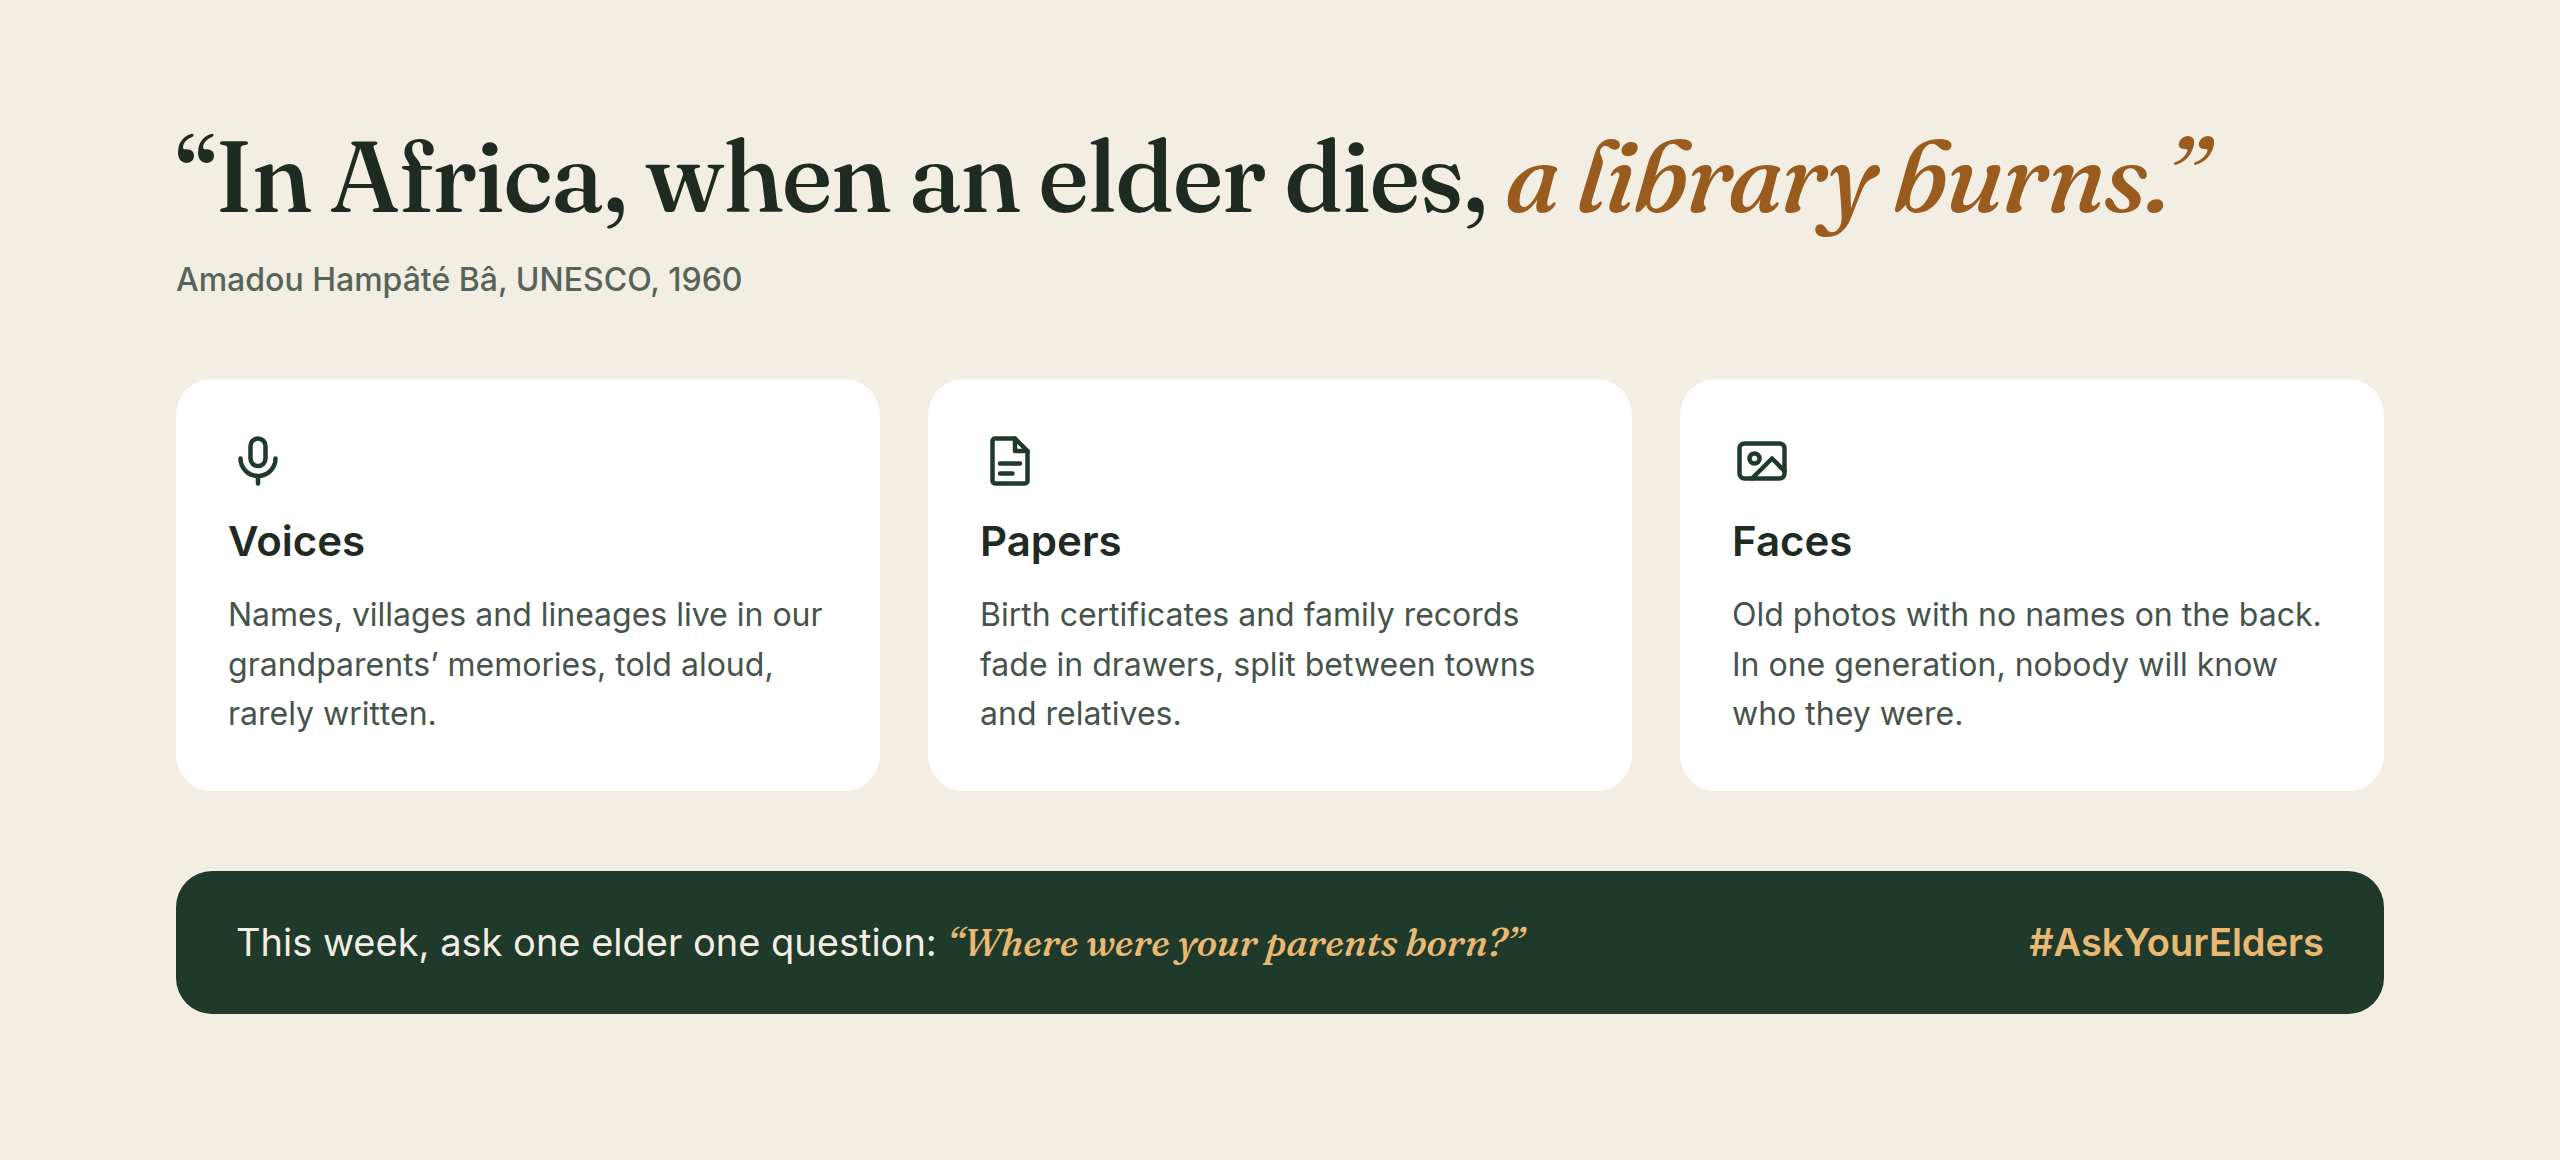 “In Africa, when an elder dies, a library burns.”
Amadou Hampâté Bâ, UNESCO, 1960
Voices
Names, villages and lineages live in our
grandparents’ memories, told aloud,
rarely written.
Papers
Birth certificates and family records
fade in drawers, split between towns
and relatives.
Faces
Old photos with no names on the back.
In one generation, nobody will know
who they were.
This week, ask one elder one question: “Where were your parents born?”
#AskYourElders